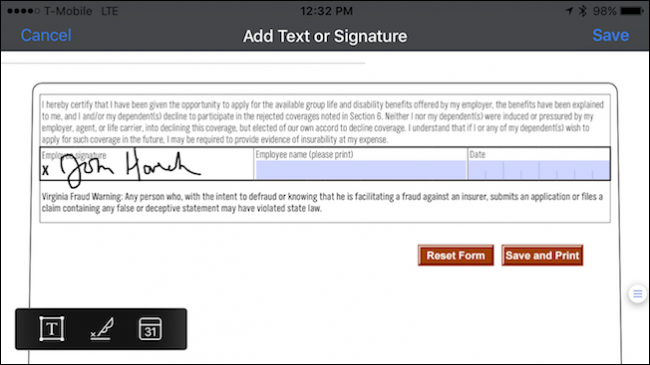 T-Mobile LTE 12:32 PM 98%
Cancel Add Text or Signature Save
I hereby certify that I have been given the opportunity to apply for the available group life and disability benefits offered by my employer, the benefits have been explained
to me, and I and/or my dependent(s) decline to participate in the rejected coverages noted in Section 6. Neither I nor my dependent(s) were induced or pressured by my
employer, agent, or life carrier, into declining this coverage, but elected of our own accord to decline coverage. I understand that if I or any of my dependent(s) wish to
apply for such coverage in the future, I may be required to provide evidence of insurability at my expense.
Employee signature Employee name (please print) Date
x Josh Hor
Virginia Fraud Warning: Any person who, with the intent to defraud or knowing that he is facilitating a fraud against an insurer, submits an application or files a
claim containing any false or deceptive statement may have violated state law.
Reset Form Save and Print
T x 31